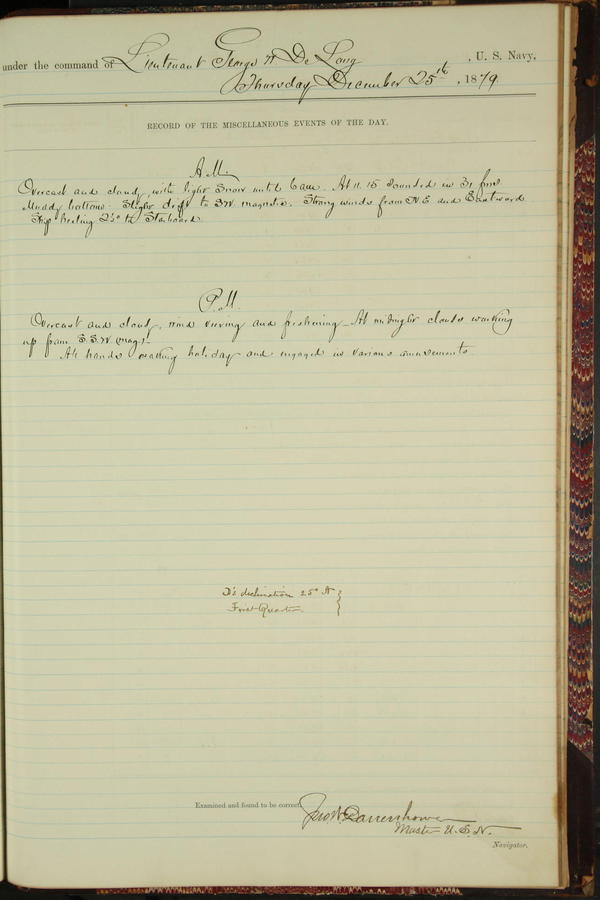 under the command of Lieutenant George W De Long, U. S. Navy,
Thursday December 25th, 1879
RECORD OF THE MISCELLANEOUS EVENTS OF THE DAY.
A.M.
Overcast and cloudy, with light snow until 6 am. At 11.15 sounded in 31 fms
Muddy bottom. Slight drift to SW. magnetic. Strong winds from N.E. and Eastward
Ship heeling 2½° to Starboard
P.M.
Overcast and cloudy, wind veering and freshening. At midnight clouds working
up from S.S.W. (mag).
All hands making holiday and engaged in various amusements
D's declination 25° N
First Quarter
Examined and found to be correct.
Jno W Danenhower
Master U.S.N.
Navigator.